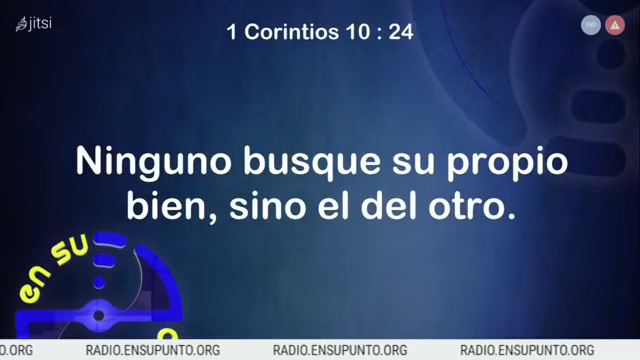 jitsi
HD
1 Corintios 10 : 24
Ninguno busque su propio
bien, sino el del otro.
en su
O.ORG RADIO.ENSUPUNTO.ORG RADIO.ENSUPUNTO.ORG RADIO.ENSUPUNTO.ORG